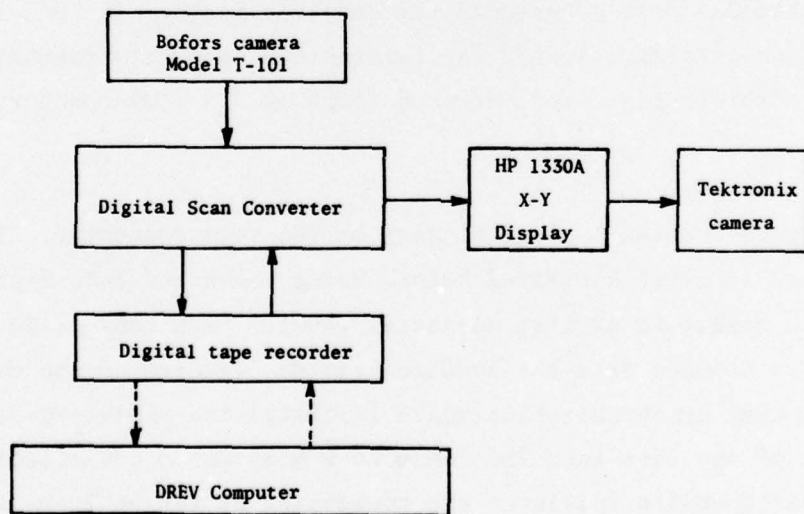 Bofors camera
Model T-101
Digital Scan Converter
HP 1330A
X-Y
Display
Tektronix
camera
Digital tape recorder
DREV Computer